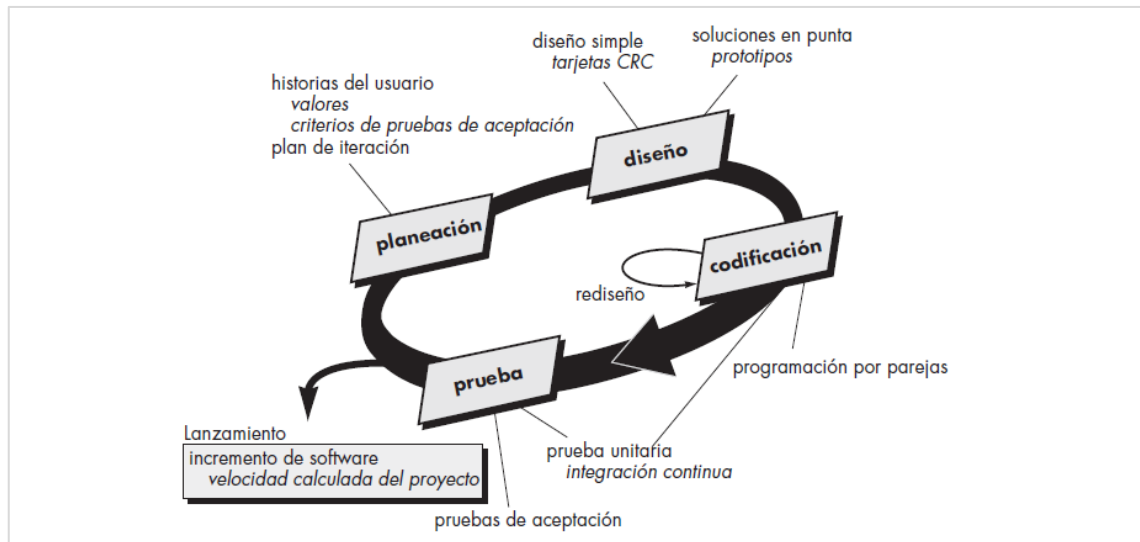 diseño simple
tarjetas CRC
soluciones en punta
prototipos
historias del usuario
valores
criterios de pruebas de aceptación
plan de iteración
diseño
planeación
codificación
rediseño
prueba
programación por parejas
Lanzamiento
incremento de software
velocidad calculada del proyecto
prueba unitaria
integración continua
pruebas de aceptación